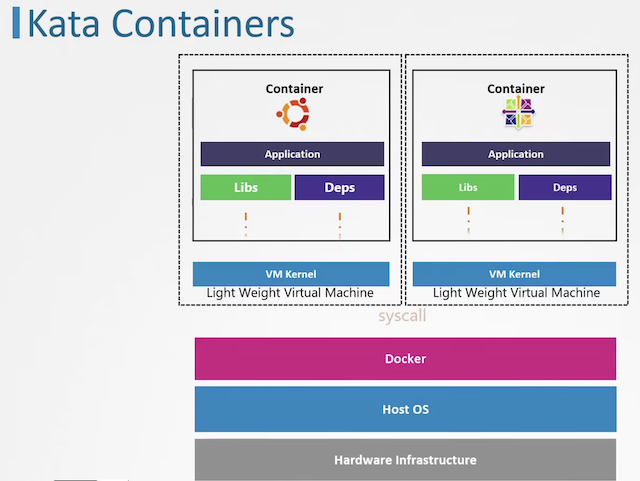 Kata Containers
Container
Container
Application
Application
Libs
Deps
Libs
Deps
VM Kernel
VM Kernel
Light Weight Virtual Machine
Light Weight Virtual Machine
syscall
Docker
Host OS
Hardware Infrastructure